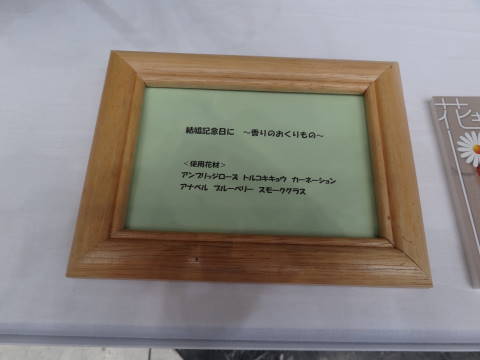 結婚記念日に ～香りのおくりもの～
＜使用花材＞
アンブリッジローズ トルコキキョウ カーネーション
アナベル ブルーベリー スモークグラス
花